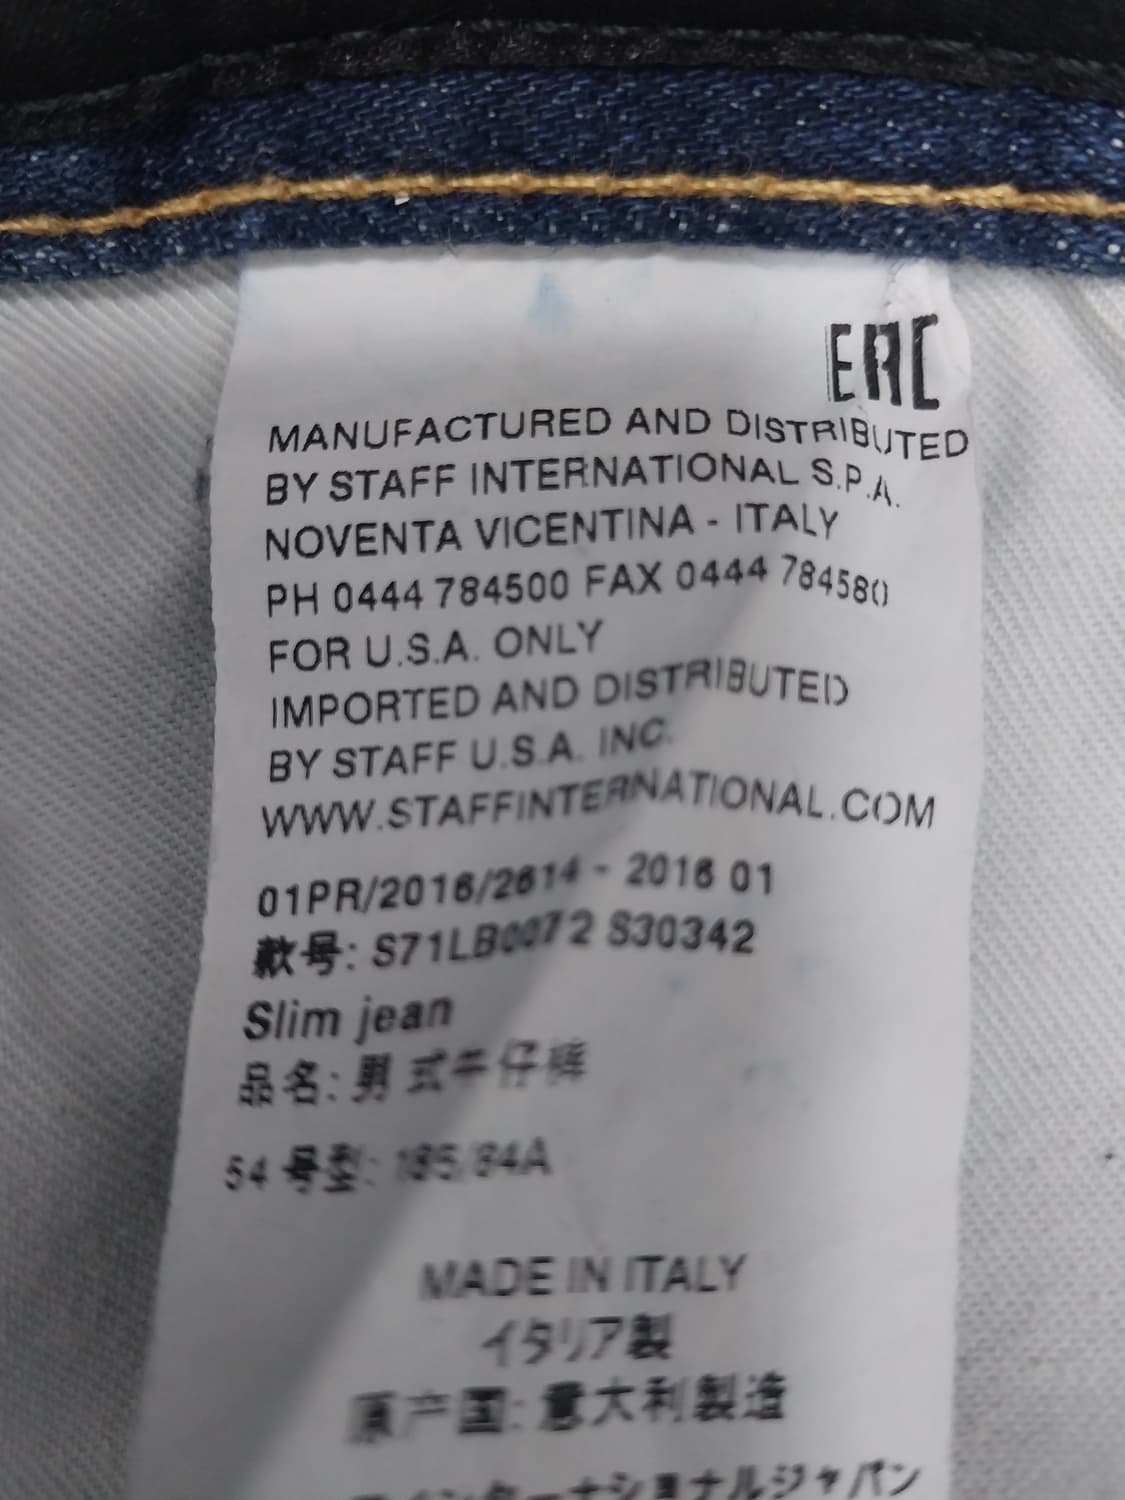 EAC
MANUFACTURED AND DISTRIBUTED
BY STAFF INTERNATIONAL S.P.A.
NOVENTA VICENTINA - ITALY
PH 0444 784500 FAX 0444 784580
FOR U.S.A. ONLY
IMPORTED AND DISTRIBUTED
BY STAFF U.S.A. INC.
WWW.STAFFINTERNATIONAL.COM
01PR/2016/2614 - 2016 01
款号: S71LB0072 S30342
Slim jean
品名: 男式牛仔裤
54 号型: 185/84A
MADE IN ITALY
イタリア製
原产国: 意大利製造